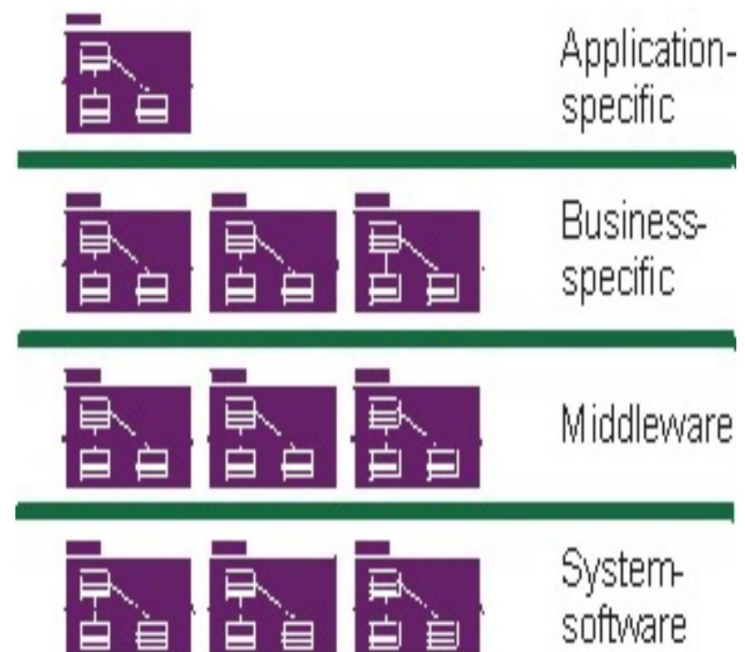 Application-
specific
Business-
specific
Middleware
System-
software